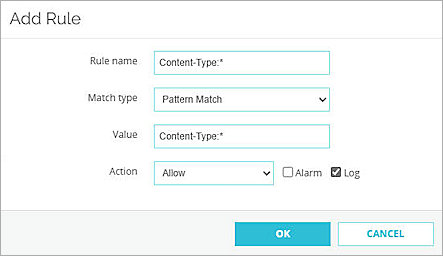 Add Rule
Rule name Content-Type:*
Match type Pattern Match
Value Content-Type:*
Action Allow Alarm Log
OK CANCEL